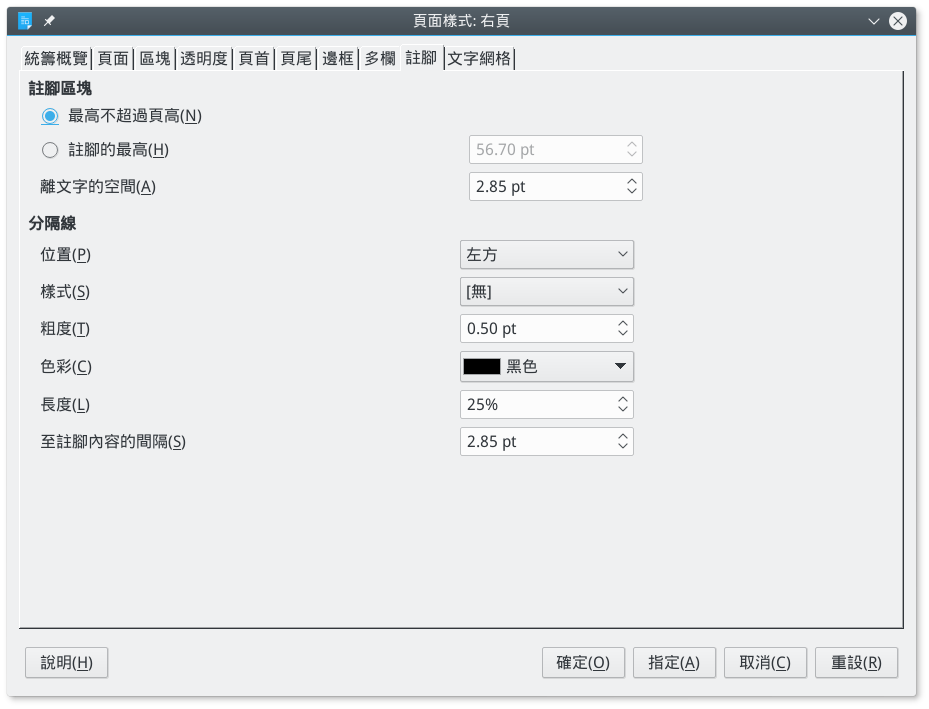 頁面樣式: 右頁
統籌概覽 頁面 區塊 透明度 頁首 頁尾 邊框 多欄 註腳 文字網格
註腳區塊
最高不超過頁高(N)
註腳的最高(H) 56.70 pt
離文字的空間(A) 2.85 pt
分隔線
位置(P) 左方
樣式(S) [無]
粗度(T) 0.50 pt
色彩(C) 黑色
長度(L) 25%
至註腳內容的間隔(S) 2.85 pt
說明(H) 確定(O) 指定(A) 取消(C) 重設(R)